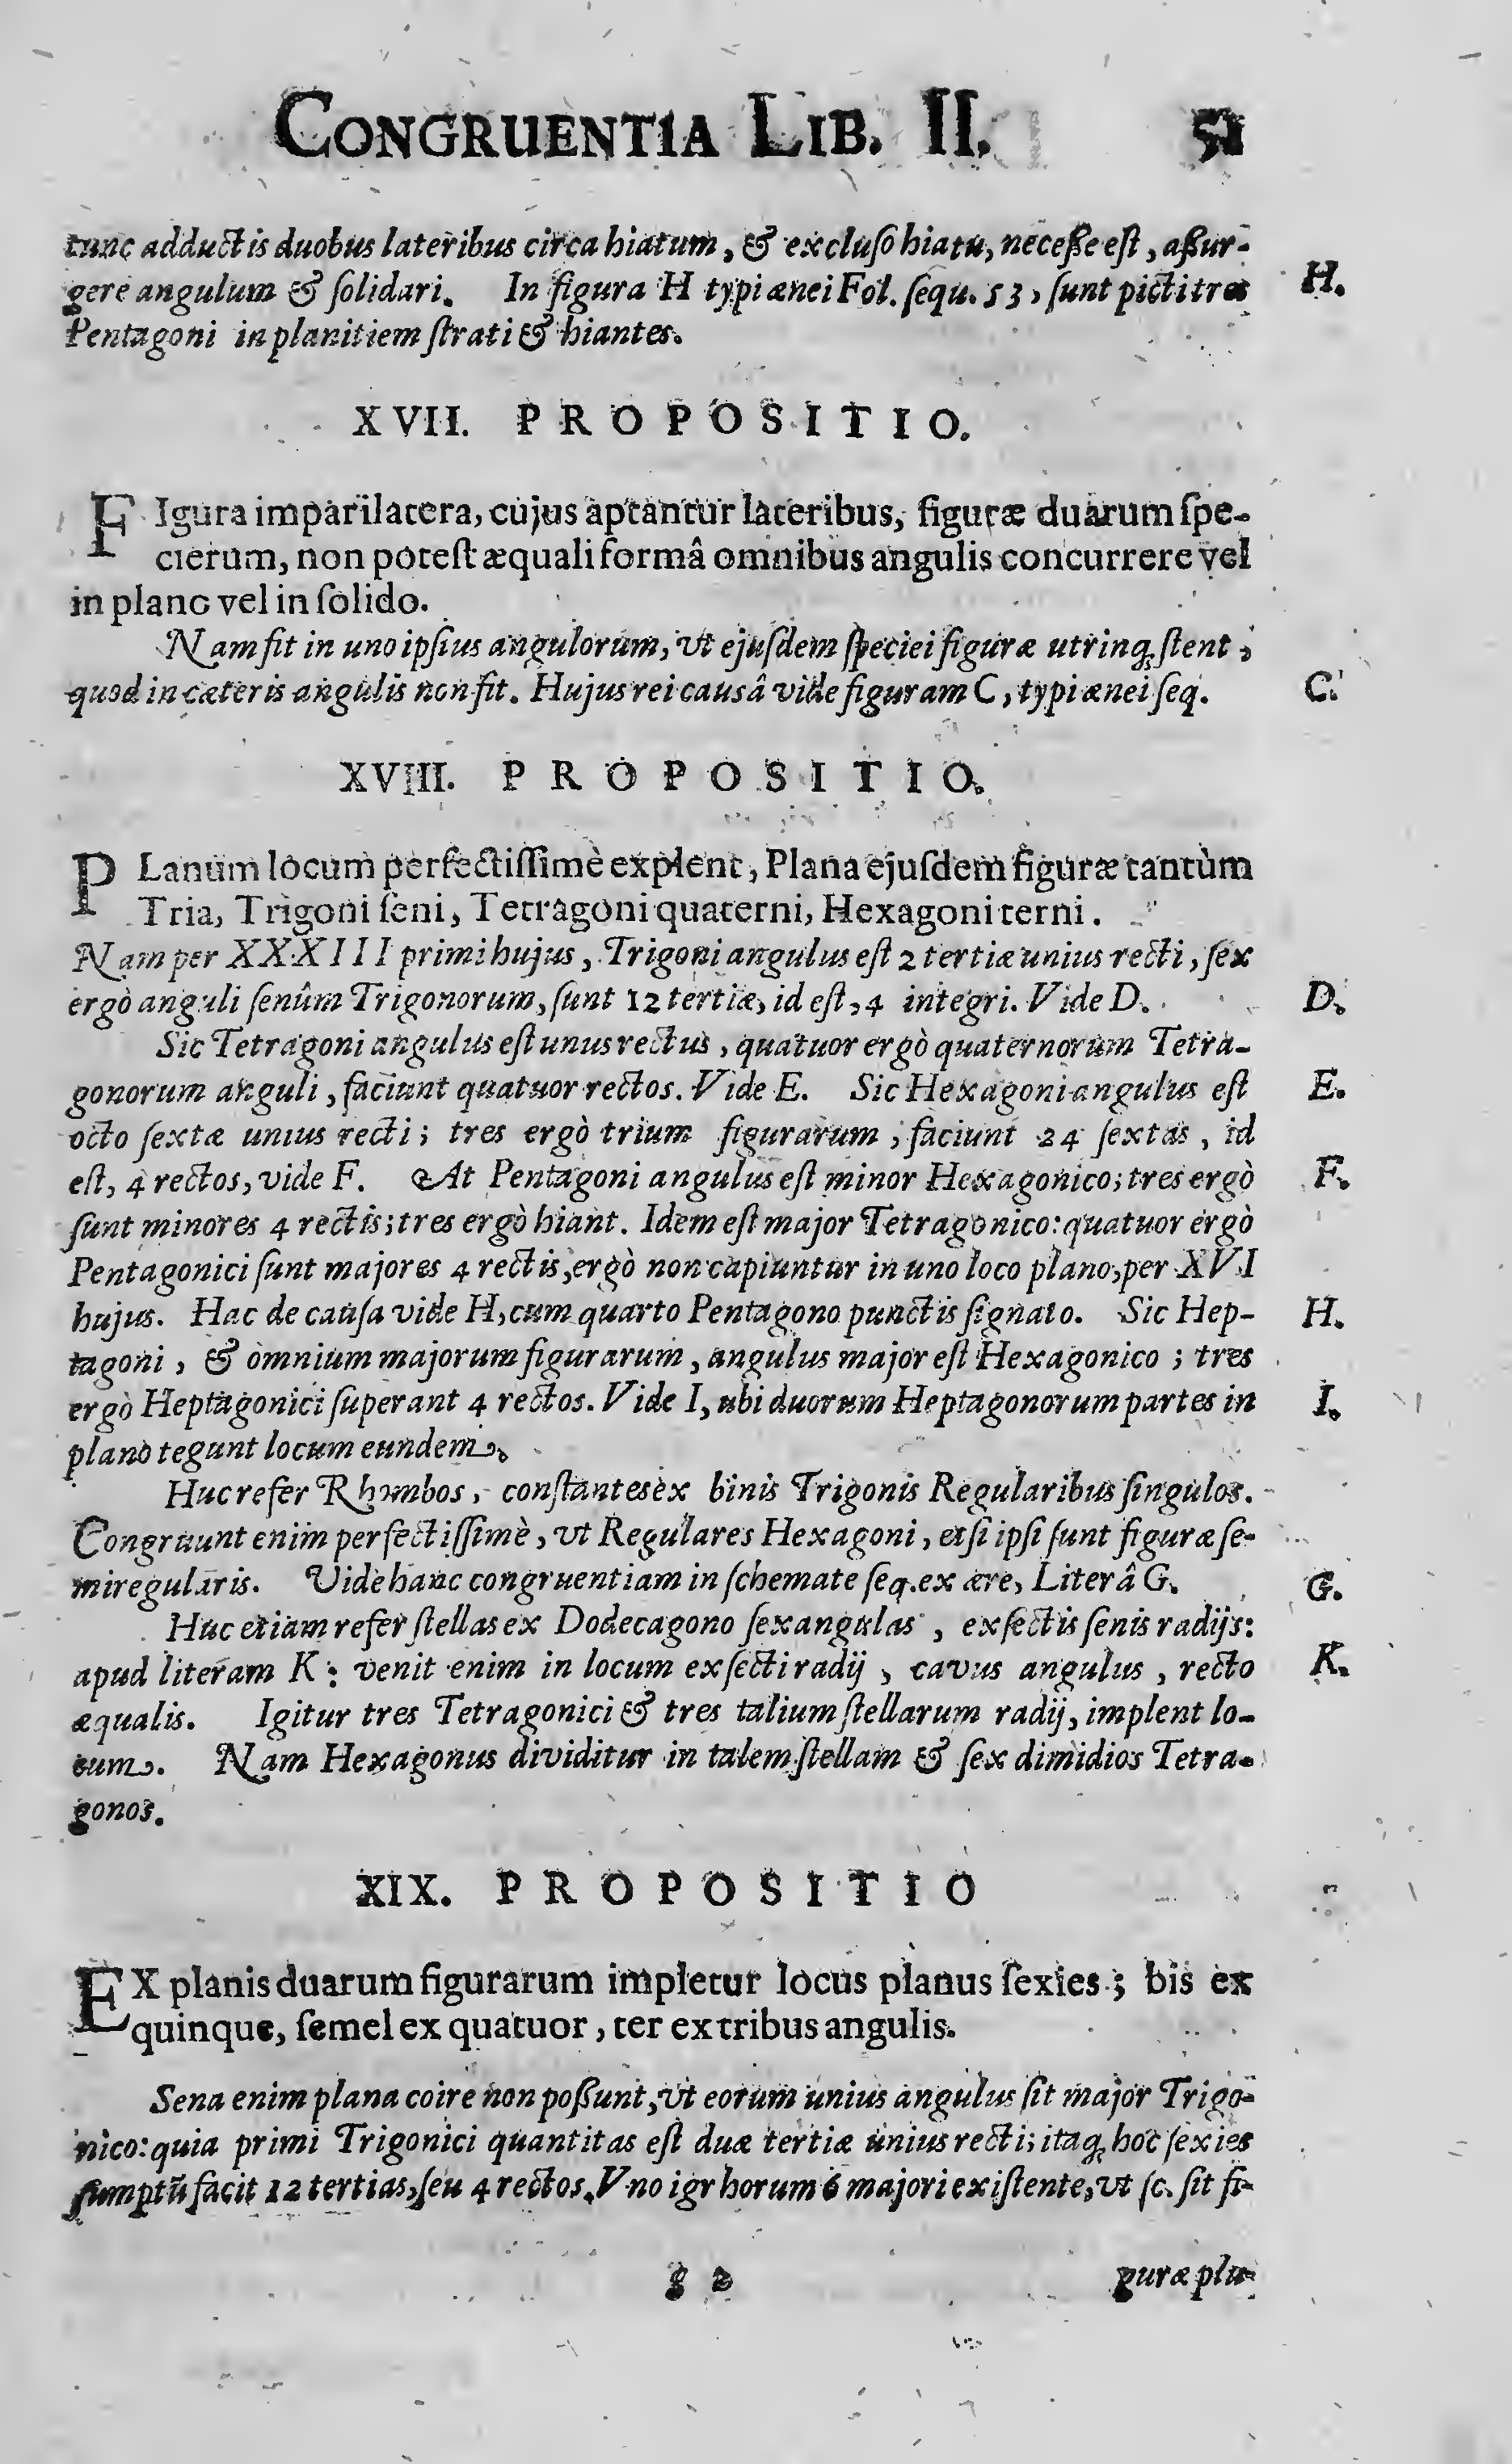 CONGRUENTIA LIB. II. 51
tunc adductis duobus lateribus circa hiatum, & excluſo hiatu, neceſſe eſt, aſſur-
gere angulum & ſolidari. In figura H typi ænei Fol. ſequ. 53, ſunt picti tres H.
Pentagoni in planitiem ſtrati & hiantes.
XVII. PROPOSITIO.
FIgura imparilatera, cujus aptantur lateribus, figuræ duarum ſpe-
cierum, non poteſt æquali formâ omnibus angulis concurrere vel
in plano vel in ſolido.
Nam fit in uno ipſius angulorum, ut ejuſdem ſpeciei figuræ utrinq; ſtent,
quod in cæteris angulis non fit. Hujus rei causâ vide figuram C, typi ænei ſeq. C.
XVIII. PROPOSITIO.
PLanum locum perfectiſſimè explent, Plana ejuſdem figuræ tantùm
Tria, Trigoni ſeni, Tetragoni quaterni, Hexagoni terni.
Nam per XXXIII primi hujus, Trigoni angulus eſt 2 tertiæ unius recti, ſex
ergò anguli ſenûm Trigonorum, ſunt 12 tertiæ, id eſt, 4 integri. Vide D. D.
Sic Tetragoni angulus eſt unus rectus, quatuor ergò quaternorum Tetra-
gonorum anguli, faciunt quatuor rectos. Vide E. Sic Hexagoni angulus eſt E.
octo ſextæ unius recti; tres ergò trium figurarum, faciunt 24 ſextas, id
eſt, 4 rectos, vide F. At Pentagoni angulus eſt minor Hexagonico; tres ergò F.
ſunt minores 4 rectis; tres ergò hiant. Idem eſt major Tetragonico: quatuor ergò
Pentagonici ſunt majores 4 rectis, ergò non capiuntur in uno loco plano, per XVI
hujus. Hac de cauſa vide H, cum quarto Pentagono punctis ſignato. Sic Hep- H.
tagoni, & omnium majorum figurarum, angulus major eſt Hexagonico; tres
ergò Heptagonici ſuperant 4 rectos. Vide I, ubi duorum Heptagonorum partes in I.
plano tegunt locum eundem.
Huc refer Rhombos, conſtantes ex binis Trigonis Regularibus ſingulos.
Congruunt enim perfectiſſimè, ut Regulares Hexagoni, etſi ipſi ſunt figuræ ſe-
miregularis. Vide hanc congruentiam in ſchemate ſeq. ex ære, Literâ G. G.
Huc etiam refer ſtellas ex Dodecagono ſexangulas, exſectis ſenis radijs:
apud literam K: venit enim in locum exſecti radij, cavus angulus, recto K.
æqualis. Igitur tres Tetragonici & tres talium ſtellarum radij, implent lo-
cum. Nam Hexagonus dividitur in talem ſtellam & ſex dimidios Tetra-
gonos.
XIX. PROPOSITIO
EX planis duarum figurarum impletur locus planus ſexies; bis ex
quinque, ſemel ex quatuor, ter ex tribus angulis.
Sena enim plana coire non poſſunt, ut eorum unius angulus ſit major Trigo-
nico: quia primi Trigonici quantitas eſt duæ tertiæ unius recti; itaq; hoc ſexies
ſumptũ facit 12 tertias, ſeu 4 rectos. Vno igr horum 6 majori exiſtente, ut ſc. ſit fi-
g 2 guræ plu-